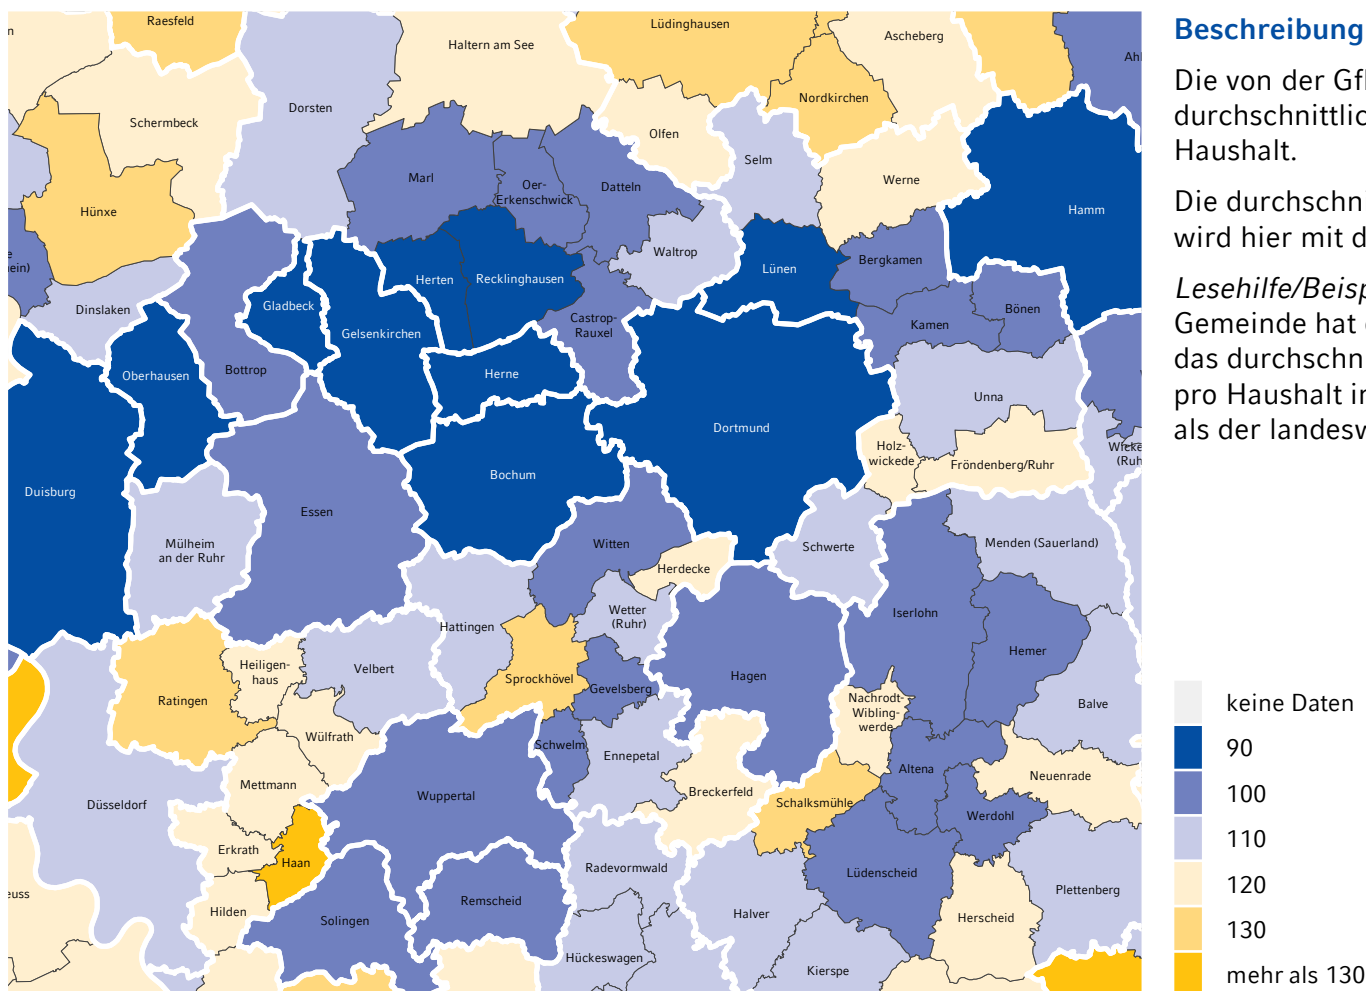 Raesfeld
Lüdinghausen
Ascheberg
Haltern am See
Dorsten
Nordkirchen
Schermbeck
Olfen
Selm
Werne
Marl
Oer-
Erkenschwick
Datteln
Hünxe
Hamm
Waltrop
Bergkamen
Lünen
Herten
Recklinghausen
Dinslaken
Gladbeck
Bönen
Castrop-
Rauxel
Kamen
Gelsenkirchen
Oberhausen
Bottrop
Herne
Unna
Dortmund
Holz-
wickede
Fröndenberg/Ruhr
Bochum
Duisburg
Essen
Mülheim
an der Ruhr
Witten
Schwerte
Menden (Sauerland)
Herdecke
Wetter
(Ruhr)
Iserlohn
Hattingen
Hemer
Heiligen-
haus
Velbert
Sprockhövel
Gevelsberg
Hagen
Ratingen
Nachrodt-
Wibling-
werde
Balve
Wülfrath
Schwelm
Ennepetal
Altena
Neuenrade
Mettmann
Breckerfeld
Schalksmühle
Düsseldorf
Wuppertal
Werdohl
Erkrath
Haan
Radevormwald
Lüdenscheid
Plettenberg
Hilden
Solingen
Remscheid
Halver
Herscheid
Hückeswagen
Kierspe
Beschreibung
Die von der Gf
durchschnittlic
Haushalt.
Die durchschn
wird hier mit d
Lesehilfe/Beisp
Gemeinde hat
das durchschn
pro Haushalt i
als der landesw
keine Daten
90
100
110
120
130
mehr als 130